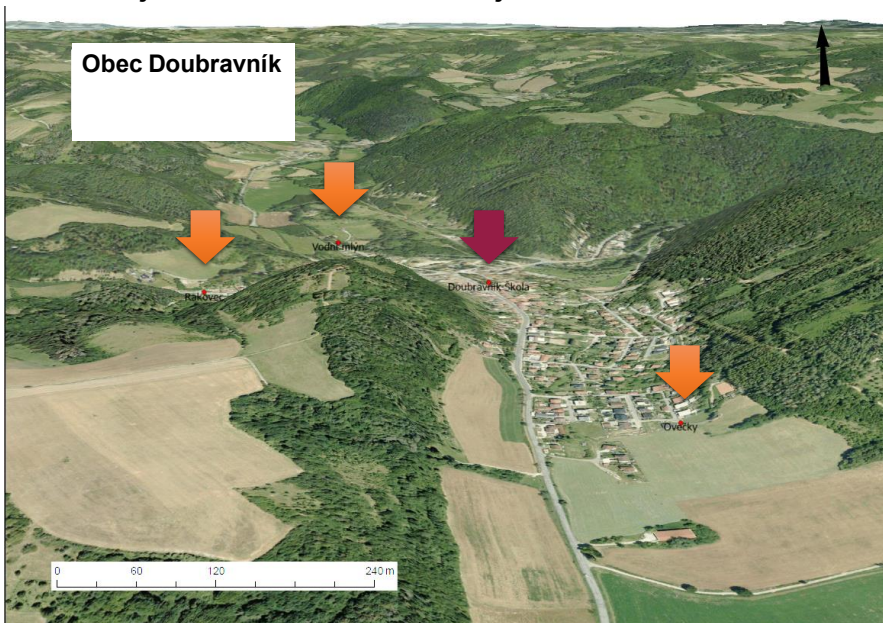 Obec Doubravník
Vodní mlýn
Rakovec
Doubravník-Škola
Ovečky
0 60 120 240 m